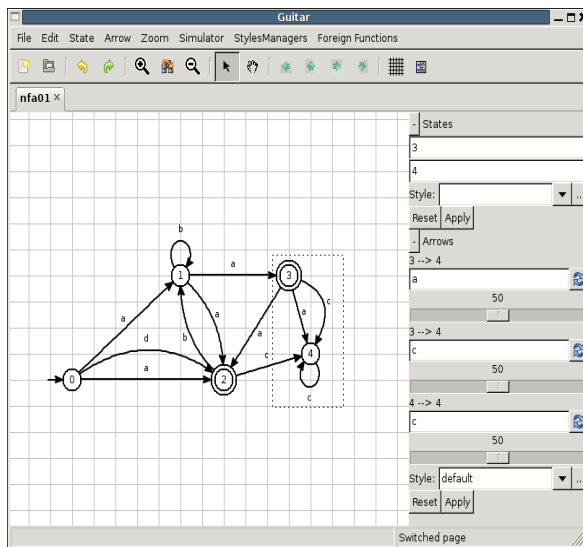 Guitar
File Edit State Arrow Zoom Simulator StylesManagers Foreign Functions
nfa01 ×
- States
3
4
Style: ...
Reset Apply
- Arrows
3 --> 4
a
50
3 --> 4
c
50
4 --> 4
c
50
Style: default ...
Reset Apply
b
1 a 3
a a a c
d b c 4
0 a 2
c
Switched page